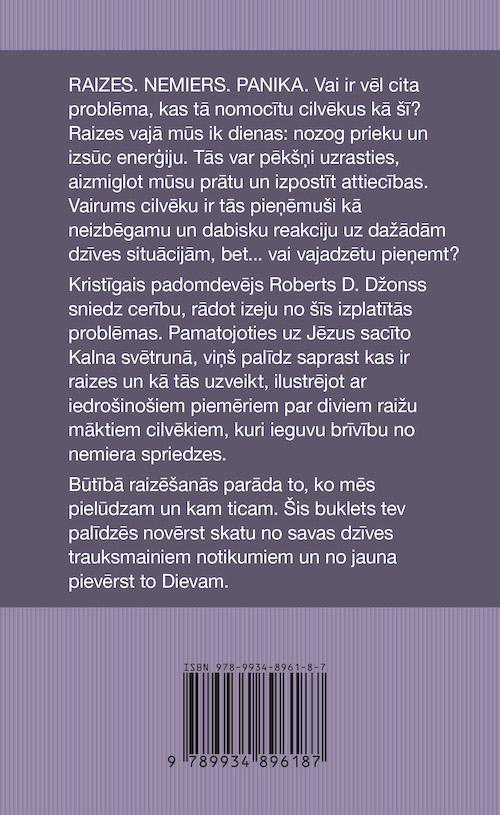 RAIZES. NEMIERS. PANIKA. Vai ir vēl cita
problēma, kas tā nomocītu cilvēkus kā šī?
Raizes vajā mūs ik dienas: nozog prieku un
izsūc enerģiju. Tās var pēkšņi uzrasties,
aizmiglot mūsu prātu un izpostīt attiecības.
Vairums cilvēku ir tās pieņēmuši kā
neizbēgamu un dabisku reakciju uz dažādām
dzīves situācijām, bet... vai vajadzētu pieņemt?
Kristīgais padomdevējs Roberts D. Džonss
sniedz cerību, rādot izeju no šīs izplatītās
problēmas. Pamatojoties uz Jēzus sacīto
Kalna svētrunā, viņš palīdz saprast kas ir
raizes un kā tās uzveikt, ilustrējot ar
iedrošinošiem piemēriem par diviem raižu
māktiem cilvēkiem, kuri ieguvu brīvību no
nemiera spriedzes.
Būtībā raizēšanās parāda to, ko mēs
pielūdzam un kam ticam. Šis buklets tev
palīdzēs novērst skatu no savas dzīves
trauksmainiem notikumiem un no jauna
pievērst to Dievam.
ISBN 978-9934-8961-8-7
9 789934 896187